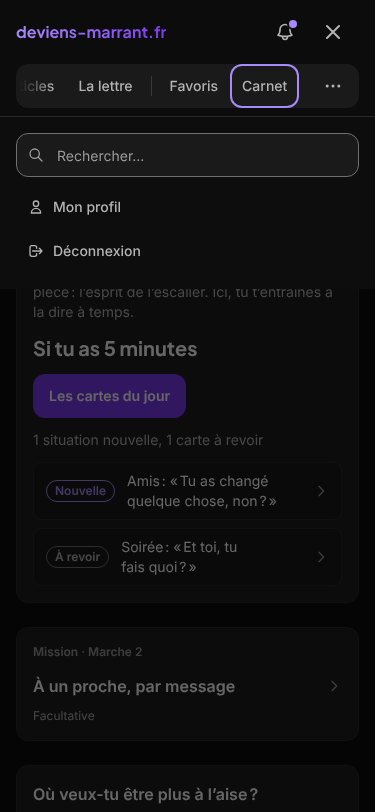 deviens-marrant.fr
icles La lettre Favoris Carnet ...
Rechercher...
Mon profil
Déconnexion
pièce : l'esprit de l'escalier. Ici, tu t'entraînes à
la dire à temps.
Si tu as 5 minutes
Les cartes du jour
1 situation nouvelle, 1 carte à revoir
Nouvelle
Amis : « Tu as changé
quelque chose, non ? »
À revoir
Soirée : « Et toi, tu
fais quoi ? »
Mission · Marche 2
À un proche, par message
Facultative
Où veux-tu être plus à l'aise ?